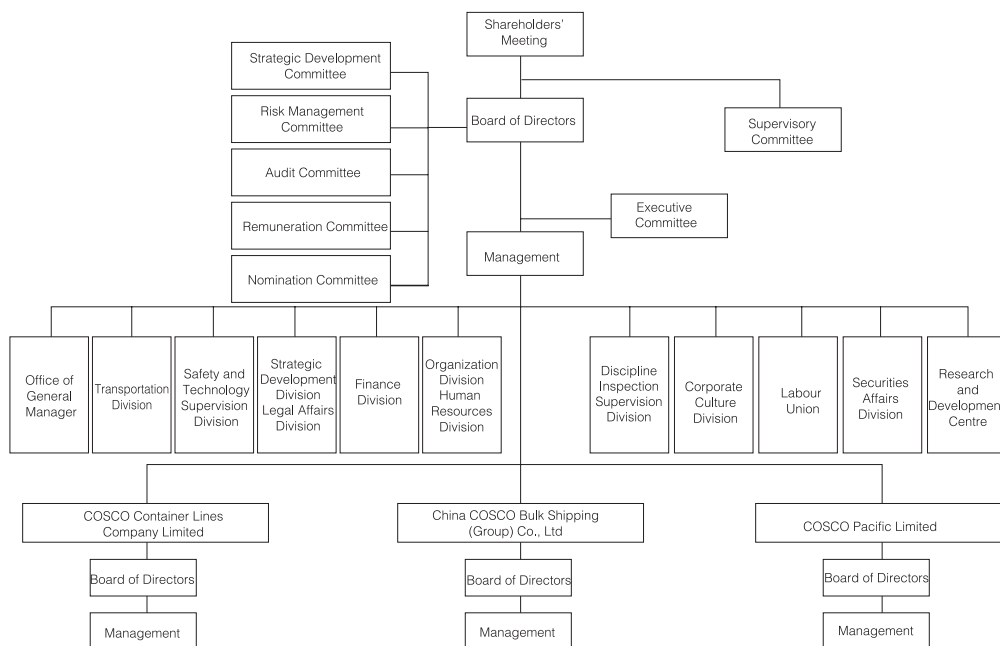 Shareholders'
Meeting
Strategic Development
Committee
Risk Management
Committee
Board of Directors
Supervisory
Committee
Audit Committee
Executive
Committee
Remuneration Committee
Management
Nomination Committee
Office of
General
Manager
Transportation
Division
Safety and
Technology
Supervision
Division
Strategic
Development
Division
Legal Affairs
Division
Finance
Division
Organization
Division
Human
Resources
Division
Discipline
Inspection
Supervision
Division
Corporate
Culture
Division
Labour
Union
Securities
Affairs
Division
Research
and
Development
Centre
COSCO Container Lines
Company Limited
China COSCO Bulk Shipping
(Group) Co., Ltd
COSCO Pacific Limited
Board of Directors
Board of Directors
Board of Directors
Management
Management
Management